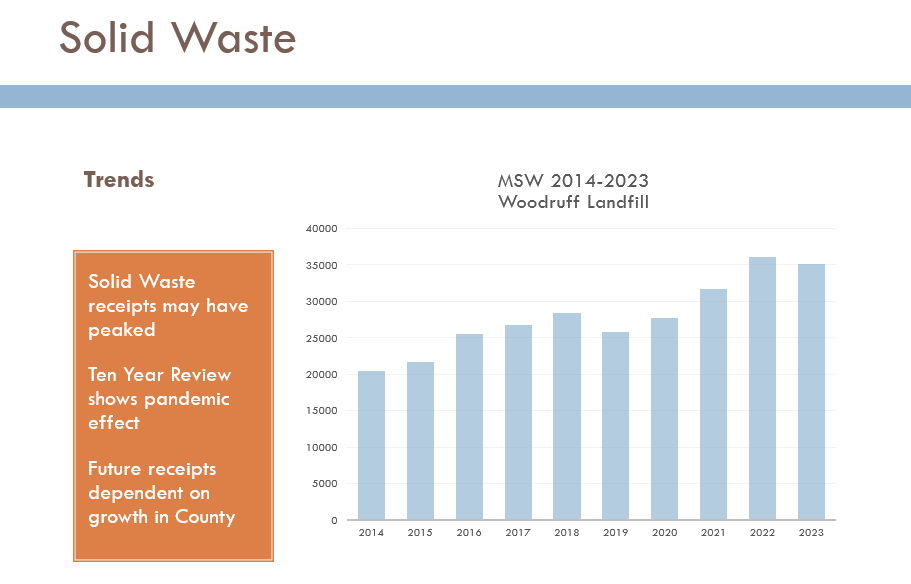 Solid Waste
Trends
Solid Waste
receipts may have
peaked
Ten Year Review
shows pandemic
effect
Future receipts
dependent on
growth in County
MSW 2014-2023
Woodruff Landfill
40000
35000
30000
25000
20000
15000
10000
5000
0
2014 2015 2016 2017 2018 2019 2020 2021 2022 2023